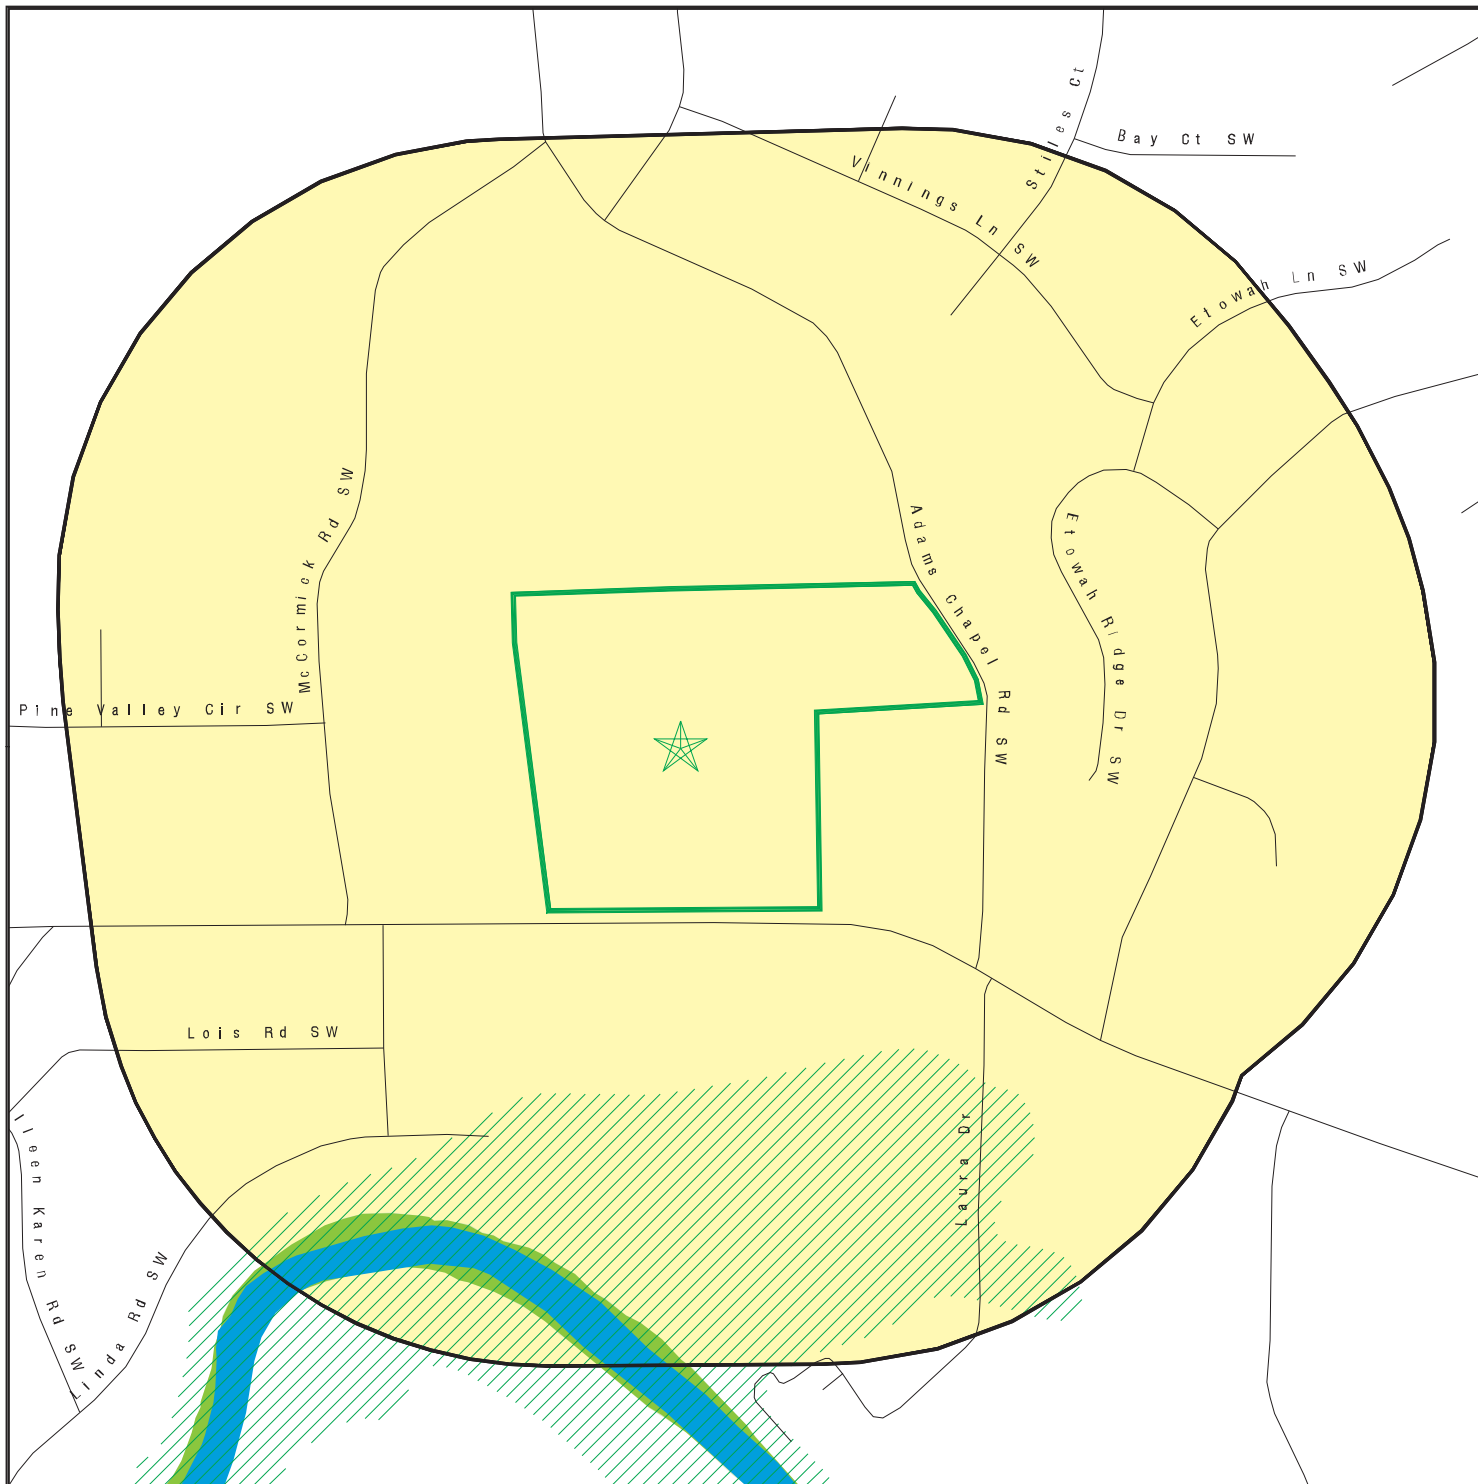 Stiles Ct
Bay Ct SW
Vinnings Ln SW
Etowah Ln SW
McCormick Rd SW
Adams Chapel Rd SW
Etowah Ridge Dr SW
Pine Valley Cir SW
Lois Rd SW
Ileen Karen Rd SW
Laura Dr
Linda Rd SW